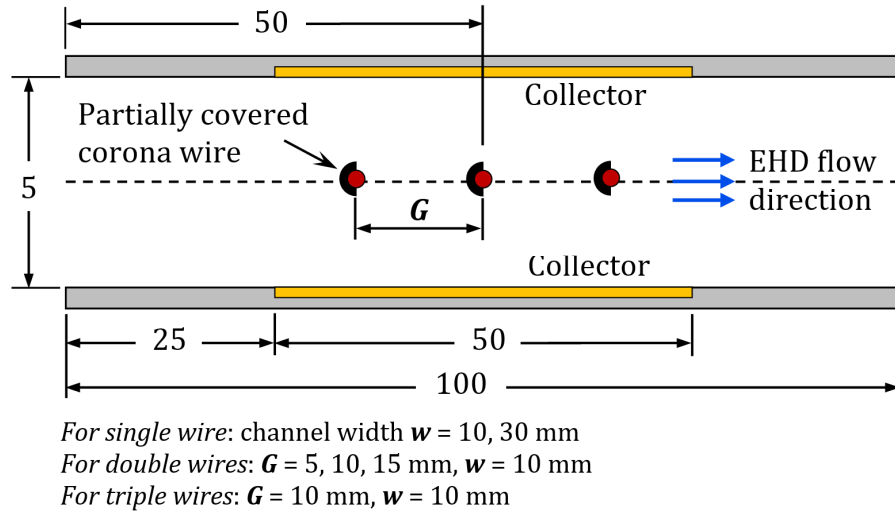 50
Collector
Partially covered
corona wire
EHD flow
direction
5
G
Collector
25
50
100
For single wire: channel width w = 10, 30 mm
For double wires: G = 5, 10, 15 mm, w = 10 mm
For triple wires: G = 10 mm, w = 10 mm